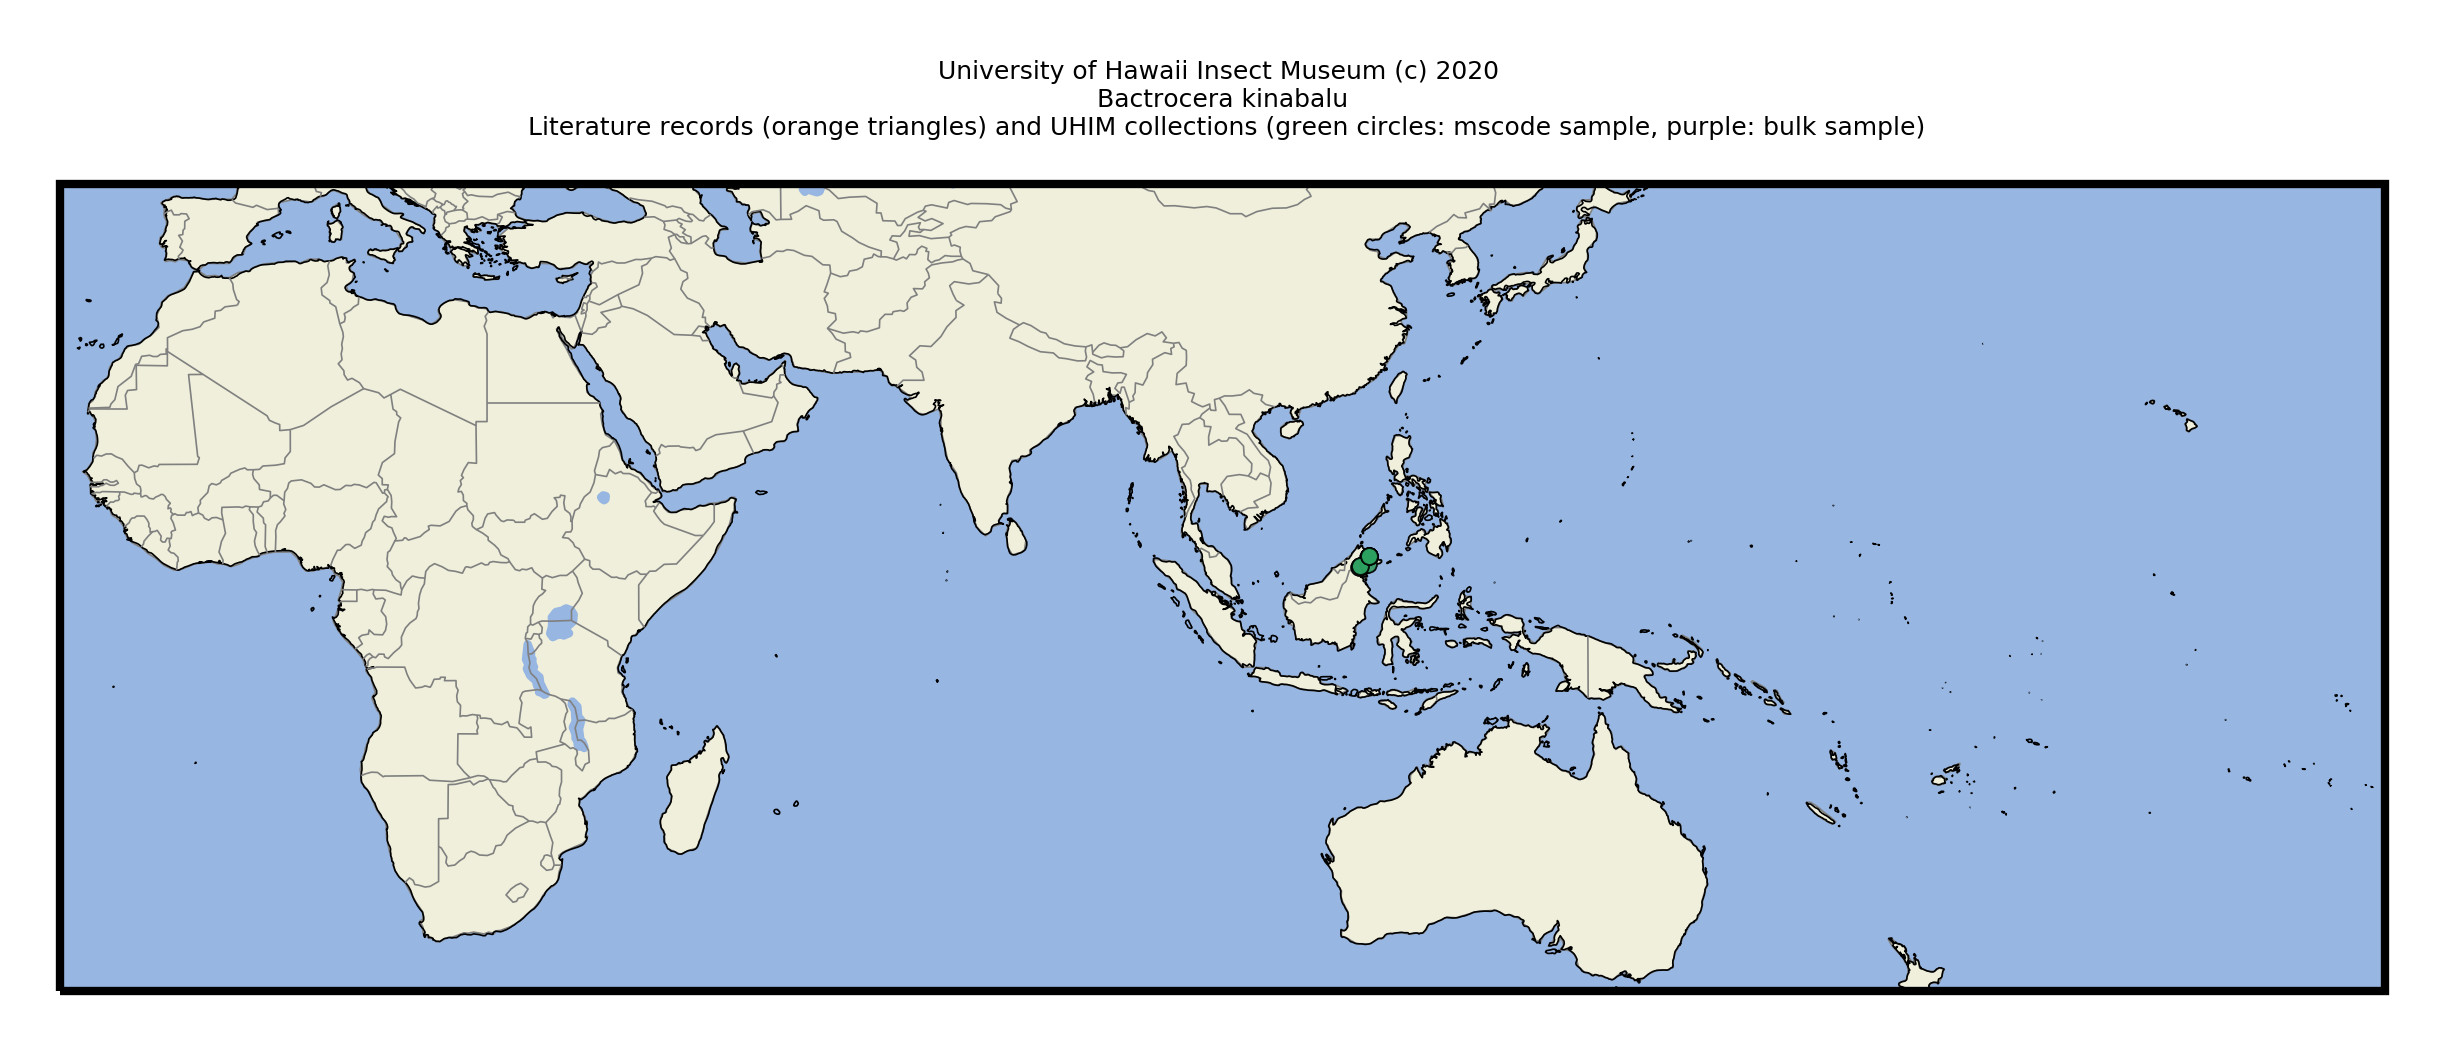 University of Hawaii Insect Museum (c) 2020
Bactrocera kinabalu
Literature records (orange triangles) and UHIM collections (green circles: mscode sample, purple: bulk sample)